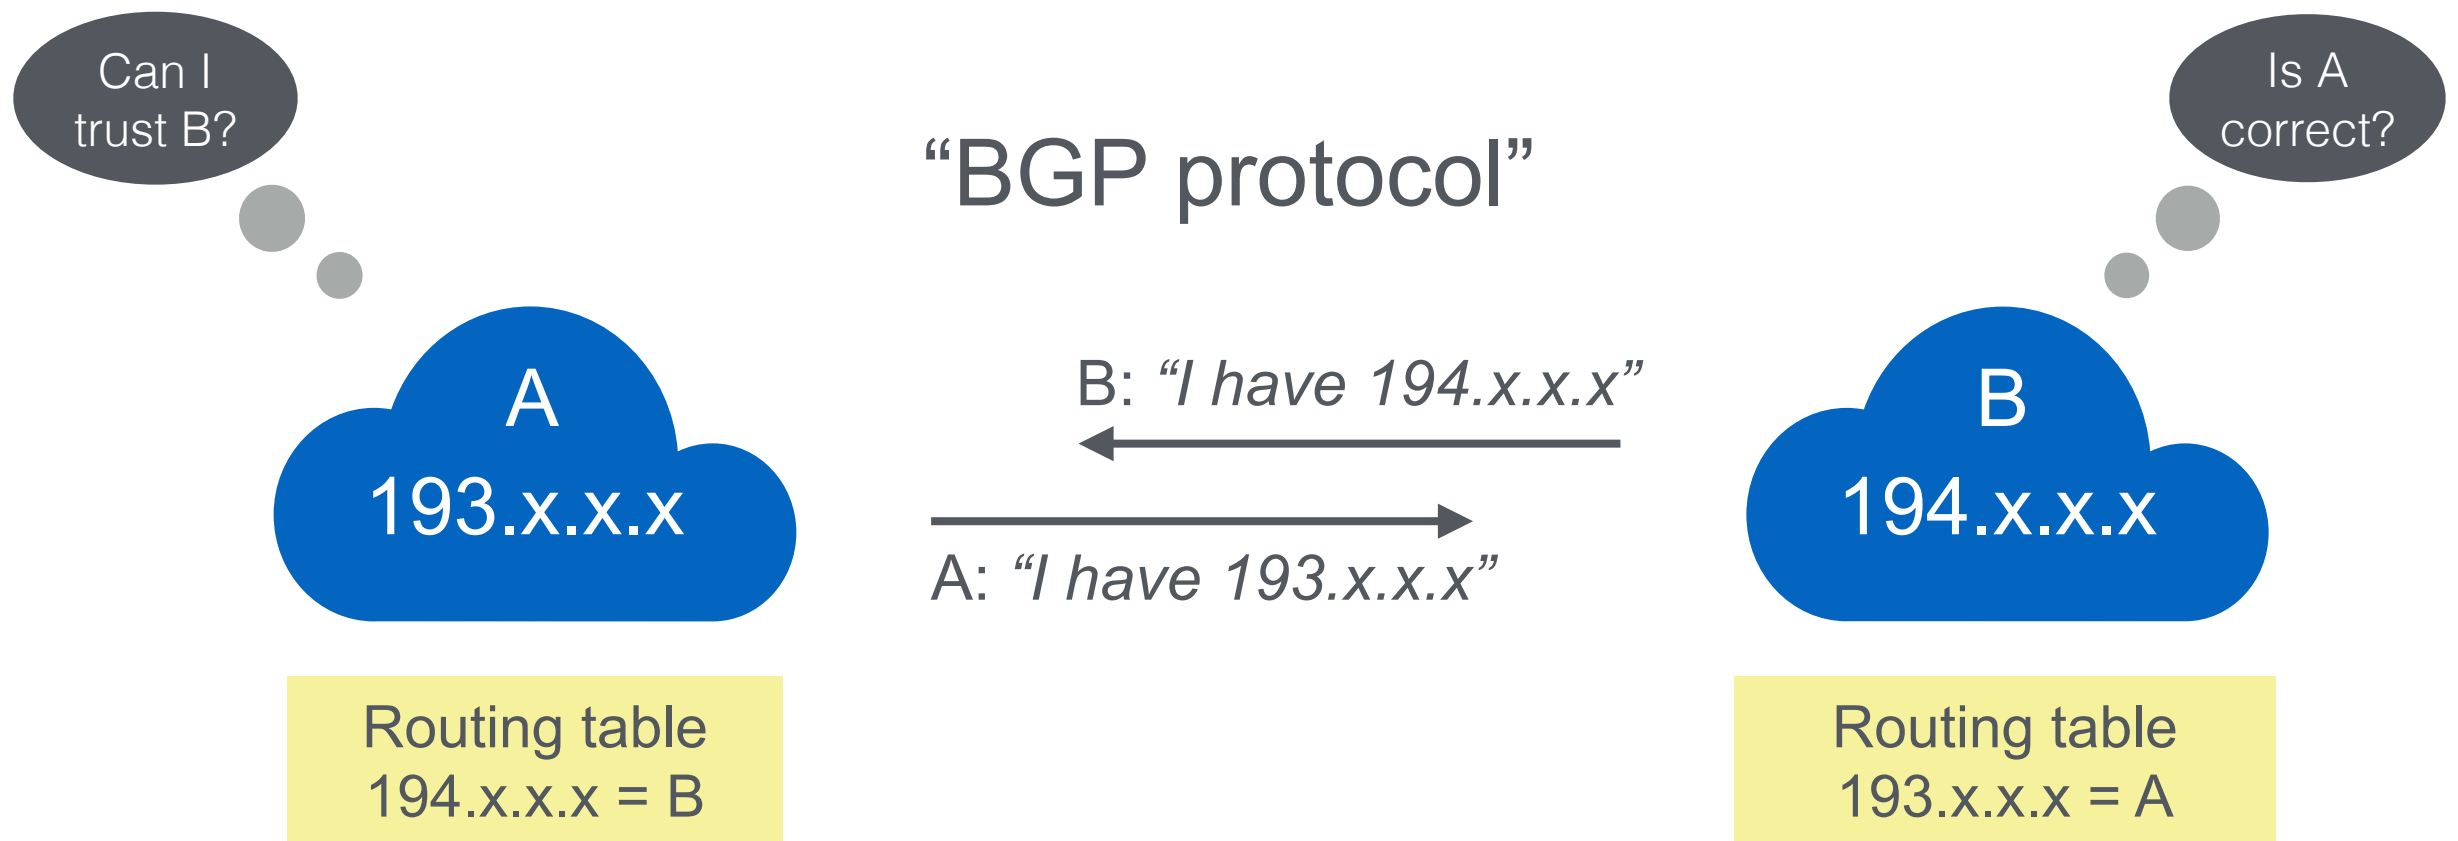 Can I
trust B?
Is A
correct?
“BGP protocol”
A
193.x.x.x
B: “I have 194.x.x.x”
A: “I have 193.x.x.x”
B
194.x.x.x
Routing table
194.x.x.x = B
Routing table
193.x.x.x = A